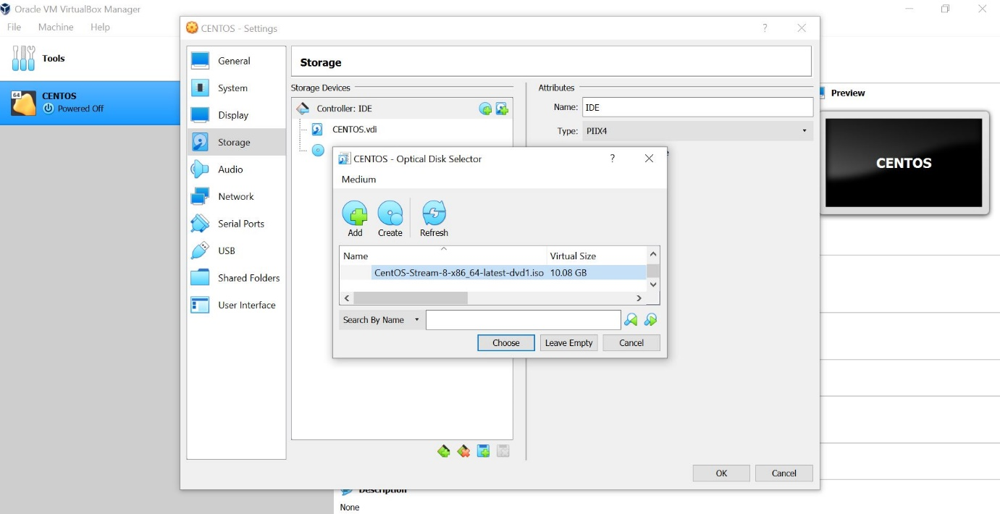 Oracle VM VirtualBox Manager
File Machine Help
Tools
64
CENTOS
Powered Off
CENTOS - Settings
?
General
System
Display
Storage
Audio
Network
Serial Ports
USB
Shared Folders
User Interface
Storage
Storage Devices
Controller: IDE
CENTOS.vdi
Attributes
Name: IDE
Type: PIIX4
CENTOS - Optical Disk Selector
?
Medium
Add Create Refresh
Name Virtual Size
CentOS-Stream-8-x86_64-latest-dvd1.iso 10.08 GB
Search By Name
Choose Leave Empty Cancel
OK Cancel
Preview
CENTOS
Description
None